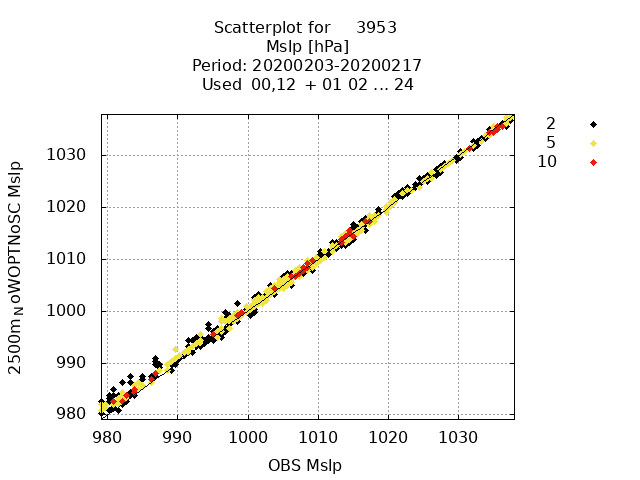 Scatterplot for 3953
Mslp [hPa]
Period: 20200203-20200217
Used 00,12 + 01 02 ... 24
2
5
10
2500m_NoWOPTNoSC Mslp
1030
1020
1010
1000
990
980
980 990 1000 1010 1020 1030
OBS Mslp